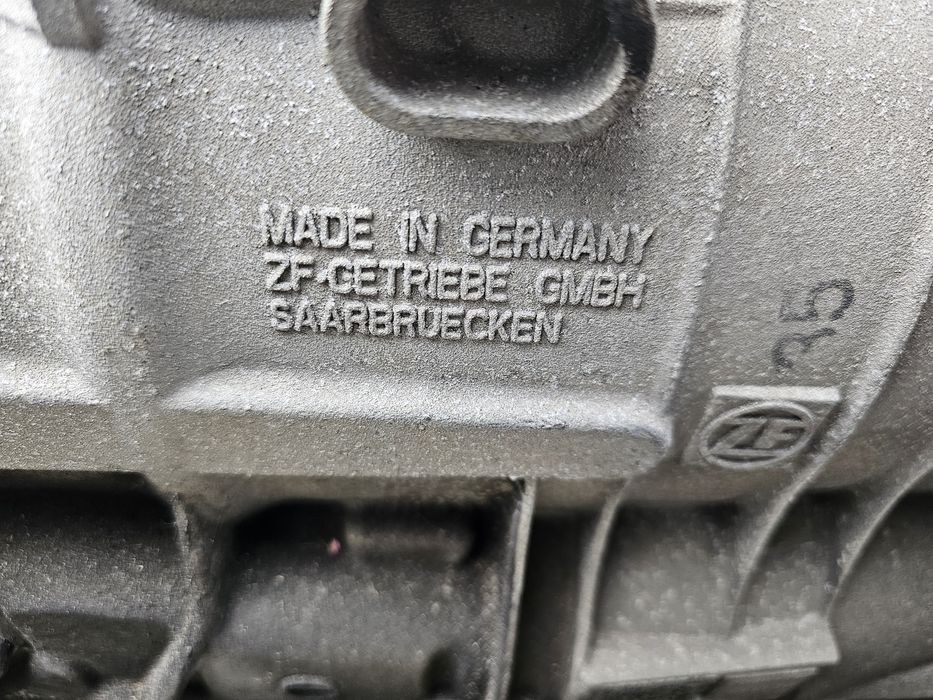 MADE IN GERMANY
ZF-GETRIEBE GMBH
SAARBRUECKEN
35
ZF